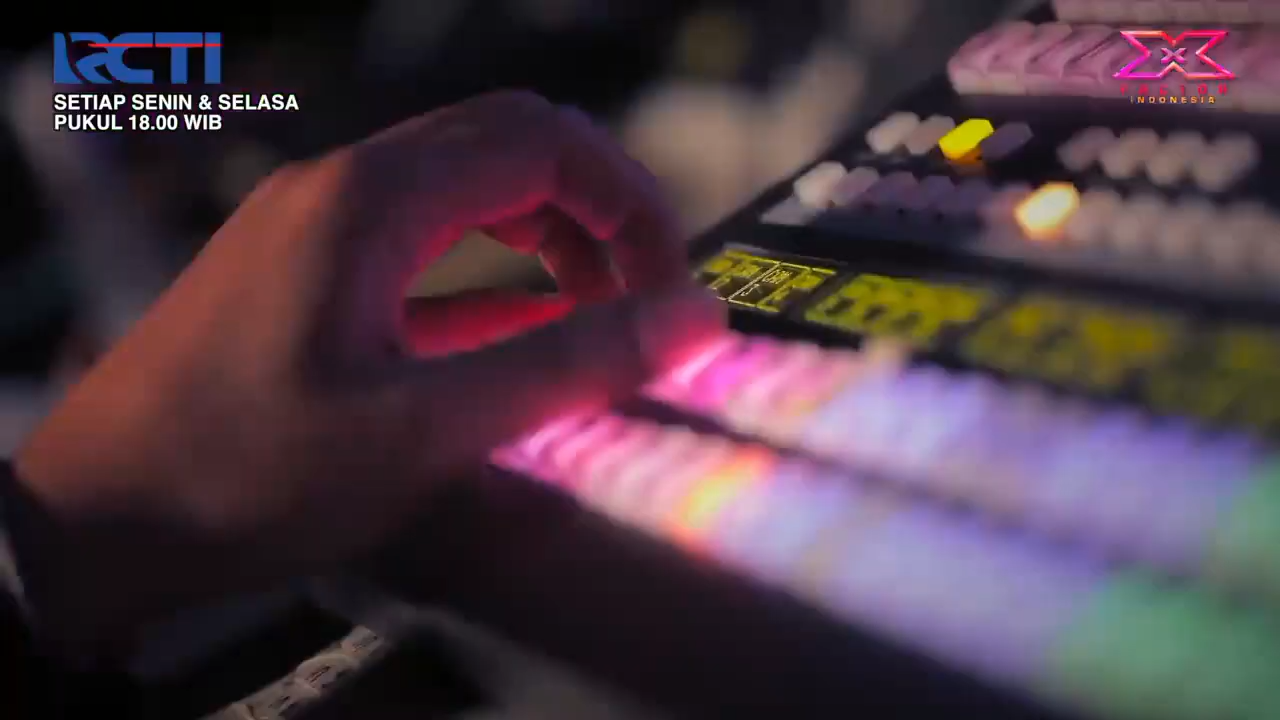 RCTI
SETIAP SENIN & SELASA
PUKUL 18.00 WIB
X FACTOR
INDONESIA